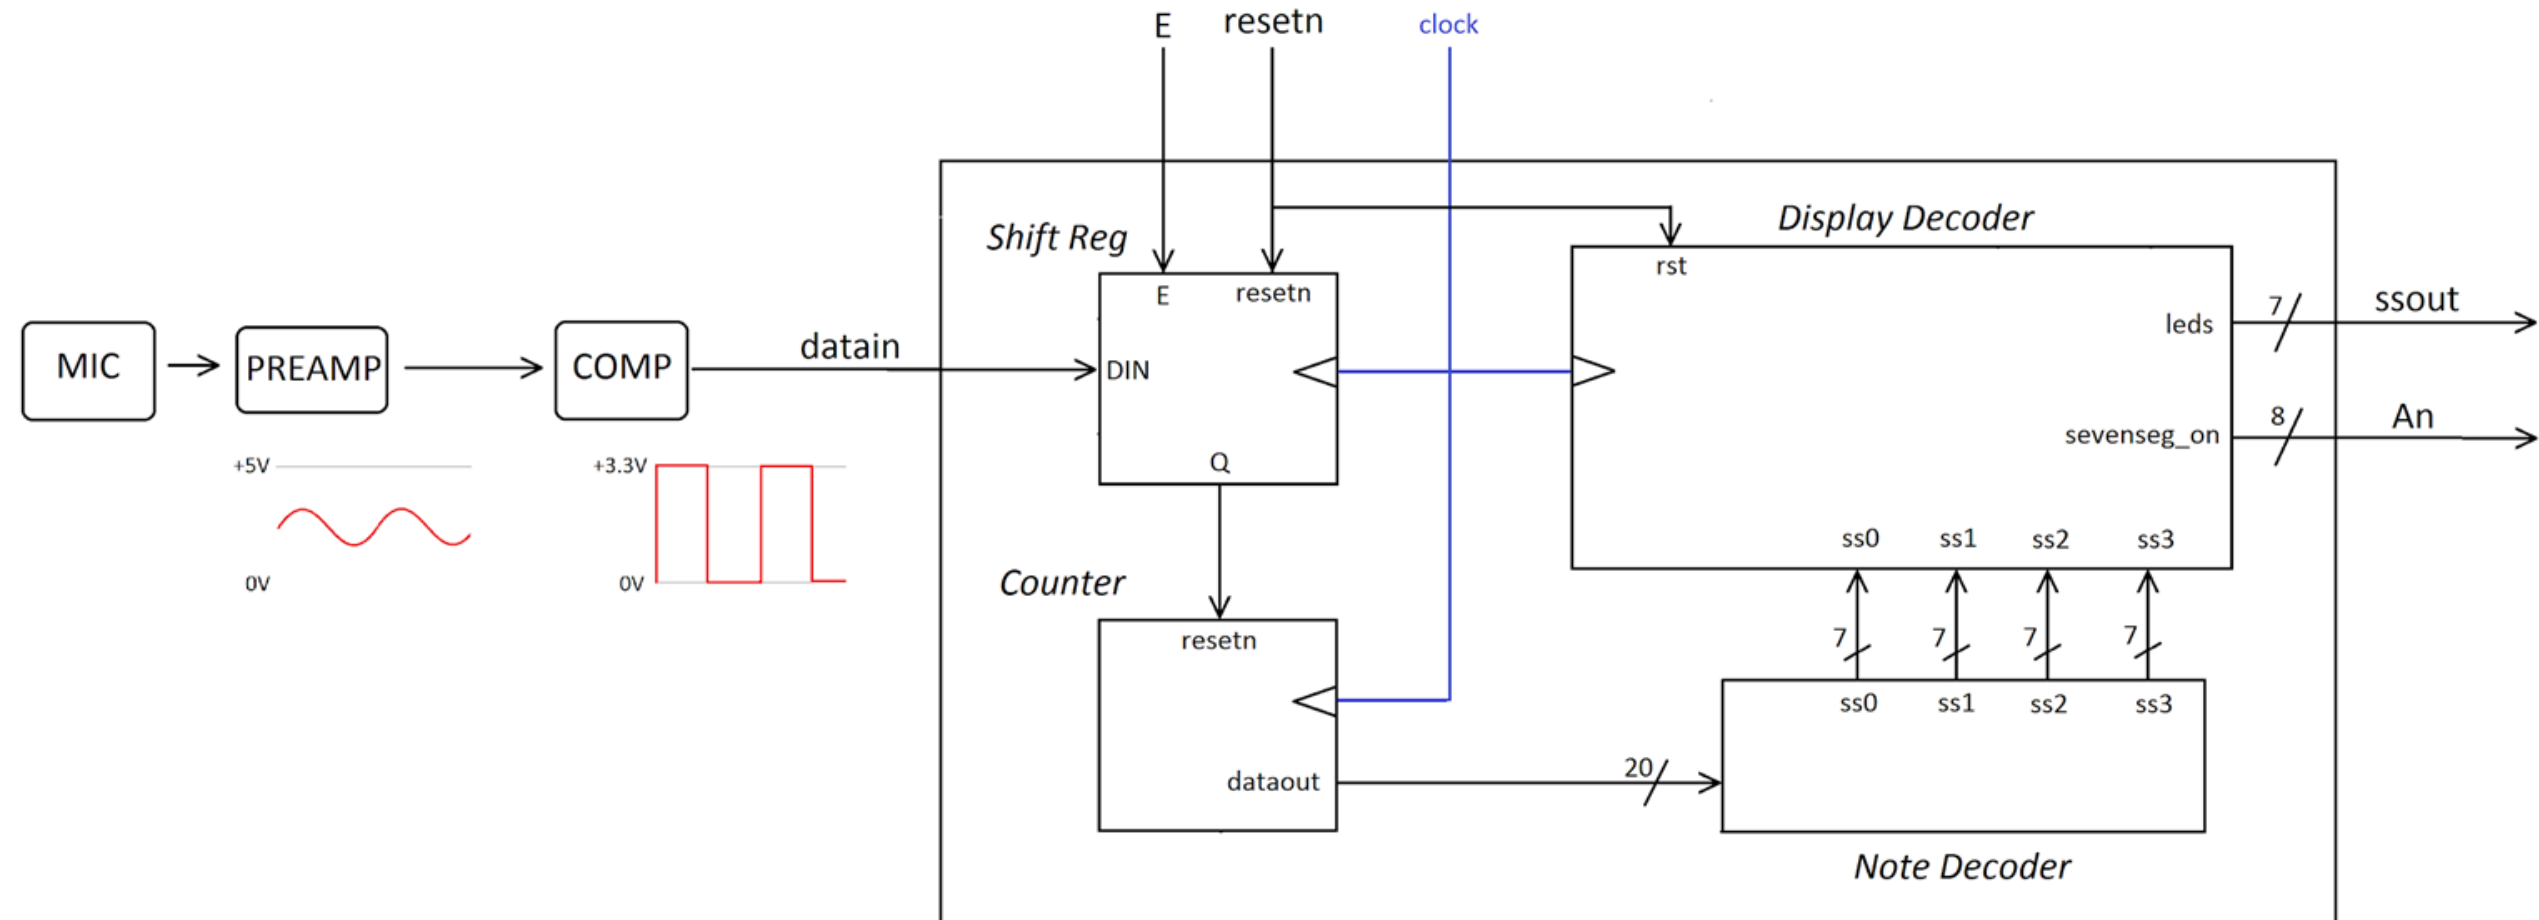 E resetn clock
Shift Reg
Display Decoder
E resetn
rst
MIC
PREAMP
COMP
datain
DIN
leds
7
ssout
sevenseg_on
8
An
+5V
0V
+3.3V
0V
Q
ss0 ss1 ss2 ss3
Counter
resetn
7 7 7 7
ss0 ss1 ss2 ss3
dataout
20
Note Decoder